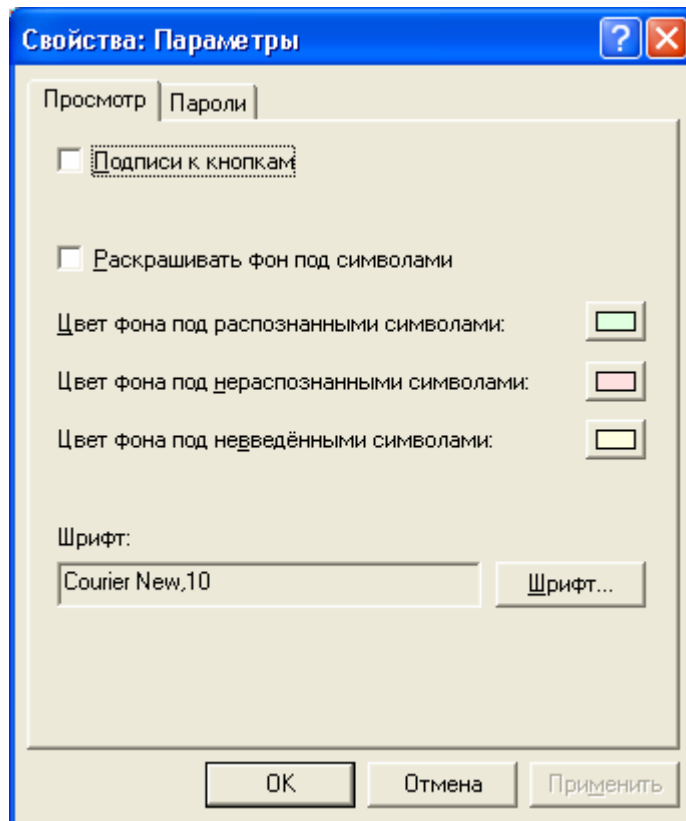 Свойства: Параметры
Просмотр Пароли
Подписи к кнопкам
Раскрашивать фон под символами
Цвет фона под распознанными символами:
Цвет фона под нераспознанными символами:
Цвет фона под невведёнными символами:
Шрифт:
Courier New,10 Шрифт...
OK Отмена Применить